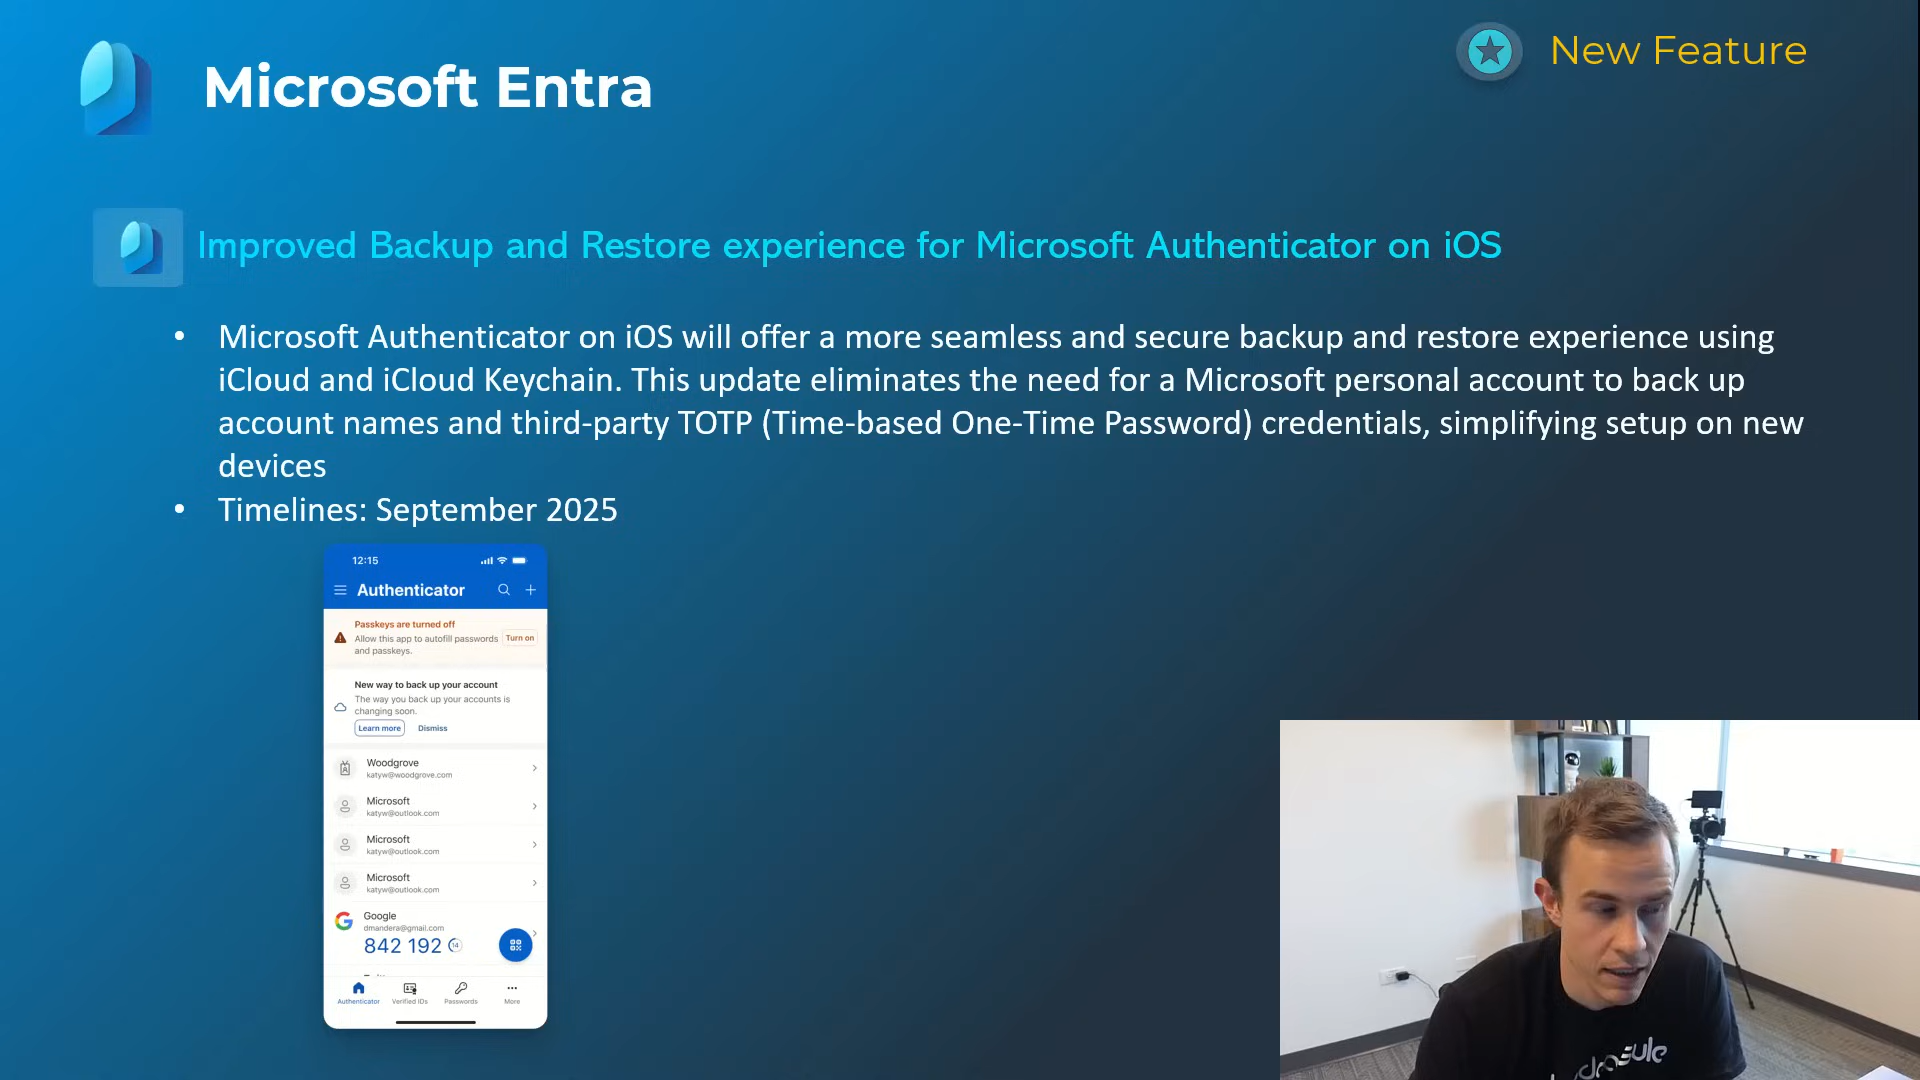 Microsoft Entra
New Feature
Improved Backup and Restore experience for Microsoft Authenticator on iOS
• Microsoft Authenticator on iOS will offer a more seamless and secure backup and restore experience using
iCloud and iCloud Keychain. This update eliminates the need for a Microsoft personal account to back up
account names and third-party TOTP (Time-based One-Time Password) credentials, simplifying setup on new
devices
• Timelines: September 2025
12:15
Authenticator
Passkeys are turned off
Allow this app to autofill passwords
and passkeys.
Turn on
New way to back up your account
The way you back up your accounts is
changing soon.
Learn more Dismiss
Woodgrove
katyw@woodgrove.com
Microsoft
katyw@outlook.com
Microsoft
katyw@outlook.com
Microsoft
katyw@outlook.com
Google
dmandera@gmail.com
842 192 14
Authenticator Verified IDs Passwords More